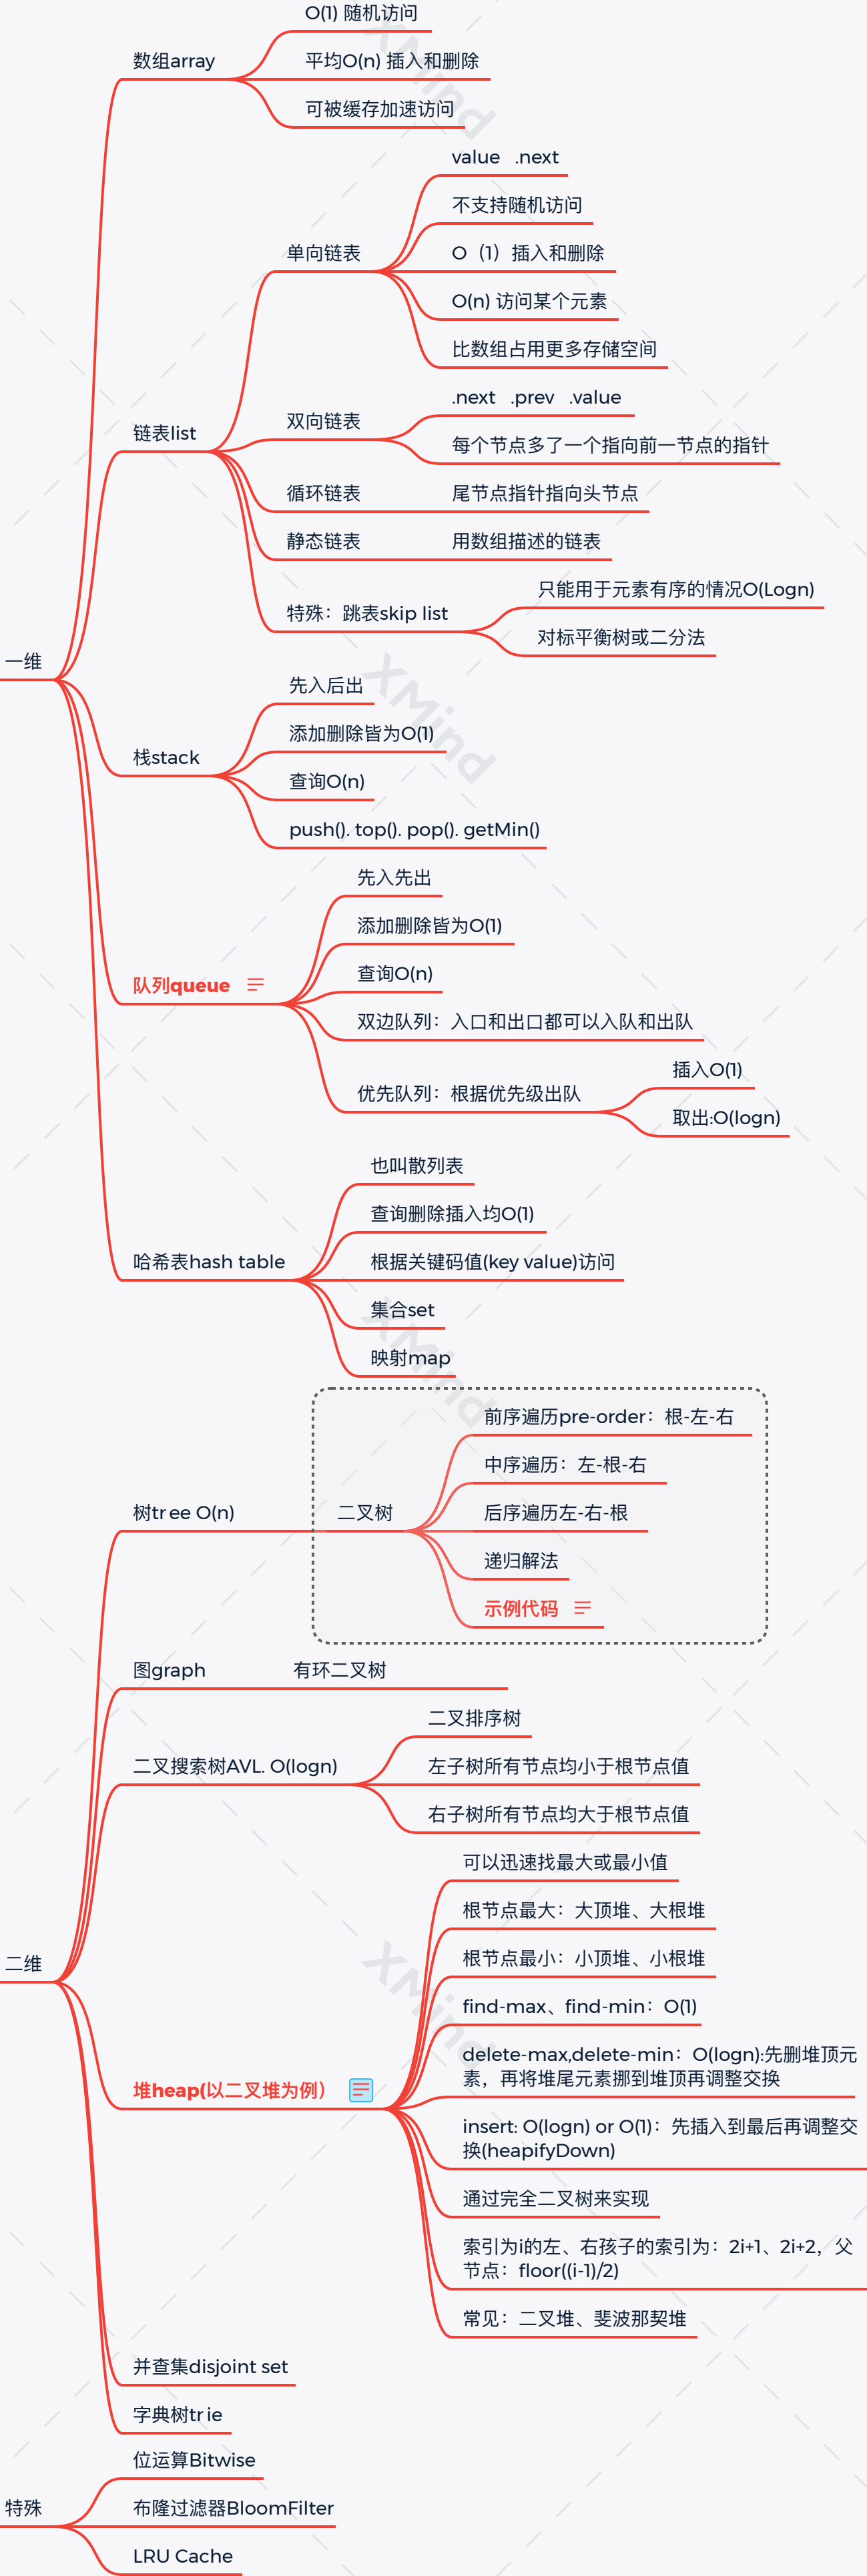 O(1) 随机访问
数组array
平均O(n) 插入和删除
可被缓存加速访问
value .next
不支持随机访问
单向链表
O（1）插入和删除
O(n) 访问某个元素
比数组占用更多存储空间
链表list
双向链表
.next .prev .value
每个节点多了一个指向前一节点的指针
循环链表
尾节点指针指向头节点
静态链表
用数组描述的链表
特殊：跳表skip list
只能用于元素有序的情况O(Logn)
对标平衡树或二分法
一维
先入后出
添加删除皆为O(1)
栈stack
查询O(n)
push(). top(). pop(). getMin()
先入先出
添加删除皆为O(1)
队列queue
查询O(n)
双边队列：入口和出口都可以入队和出队
优先队列：根据优先级出队
插入O(1)
取出:O(logn)
也叫散列表
查询删除插入均O(1)
哈希表hash table
根据关键码值(key value)访问
集合set
映射map
前序遍历pre-order：根-左-右
中序遍历：左-根-右
树tree O(n)
二叉树
后序遍历左-右-根
递归解法
示例代码
图graph
有环二叉树
二叉排序树
二叉搜索树AVL. O(logn)
左子树所有节点均小于根节点值
右子树所有节点均大于根节点值
二维
可以迅速找最大或最小值
根节点最大：大顶堆、大根堆
根节点最小：小顶堆、小根堆
find-max、find-min：O(1)
堆heap(以二叉堆为例）
delete-max,delete-min：O(logn):先删堆顶元
素，再将堆尾元素挪到堆顶再调整交换
insert: O(logn) or O(1)：先插入到最后再调整交
换(heapifyDown)
通过完全二叉树来实现
索引为i的左、右孩子的索引为：2i+1、2i+2，父
节点：floor((i-1)/2)
常见：二叉堆、斐波那契堆
并查集disjoint set
字典树trie
特殊
位运算Bitwise
布隆过滤器BloomFilter
LRU Cache
XMind
XMind
XMind
XMind